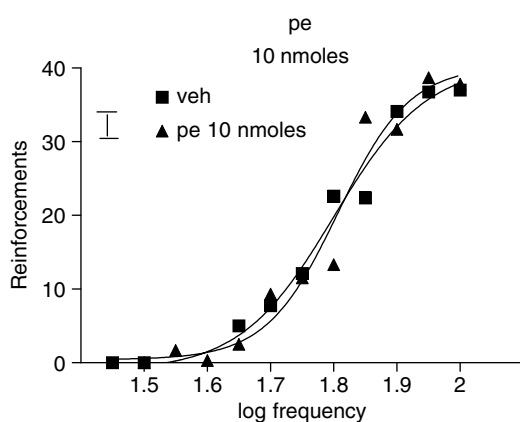 pe
10 nmoles
40
30
20
10
0
Reinforcements
veh
pe 10 nmoles
1.5 1.6 1.7 1.8 1.9 2
log frequency